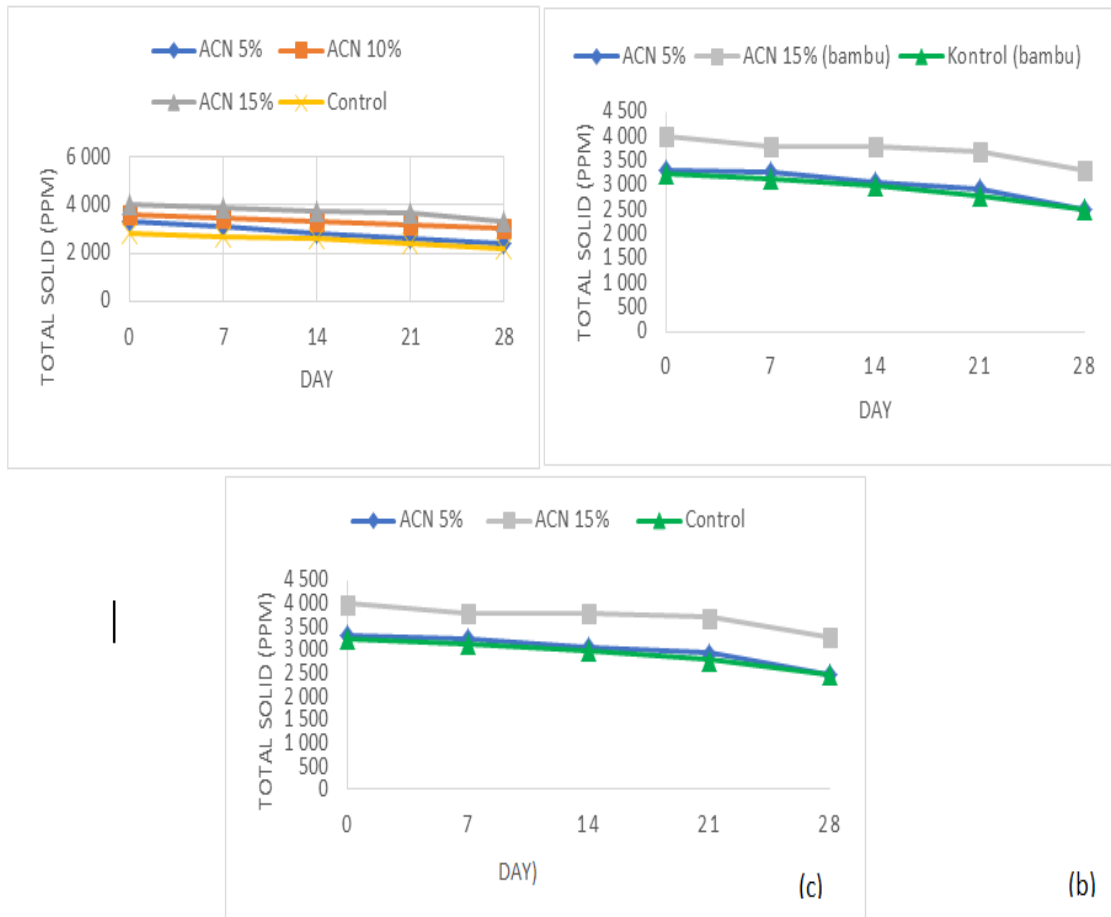 ACN 5% ACN 10%
ACN 15% Control
TOTAL SOLID (PPM)
6 000
4 000
2 000
0
0 7 14 21 28
DAY
ACN 5% ACN 15% (bambu) Kontrol (bambu)
TOTAL SOLID (PPM)
4 500
4 000
3 500
3 000
2 500
2 000
1 500
1 000
500
0
0 7 14 21 28
DAY
ACN 5% ACN 15% Control
TOTAL SOLID (PPM)
4 500
4 000
3 500
3 000
2 500
2 000
1 500
1 000
500
0
0 7 14 21 28
DAY)
(c) (b)